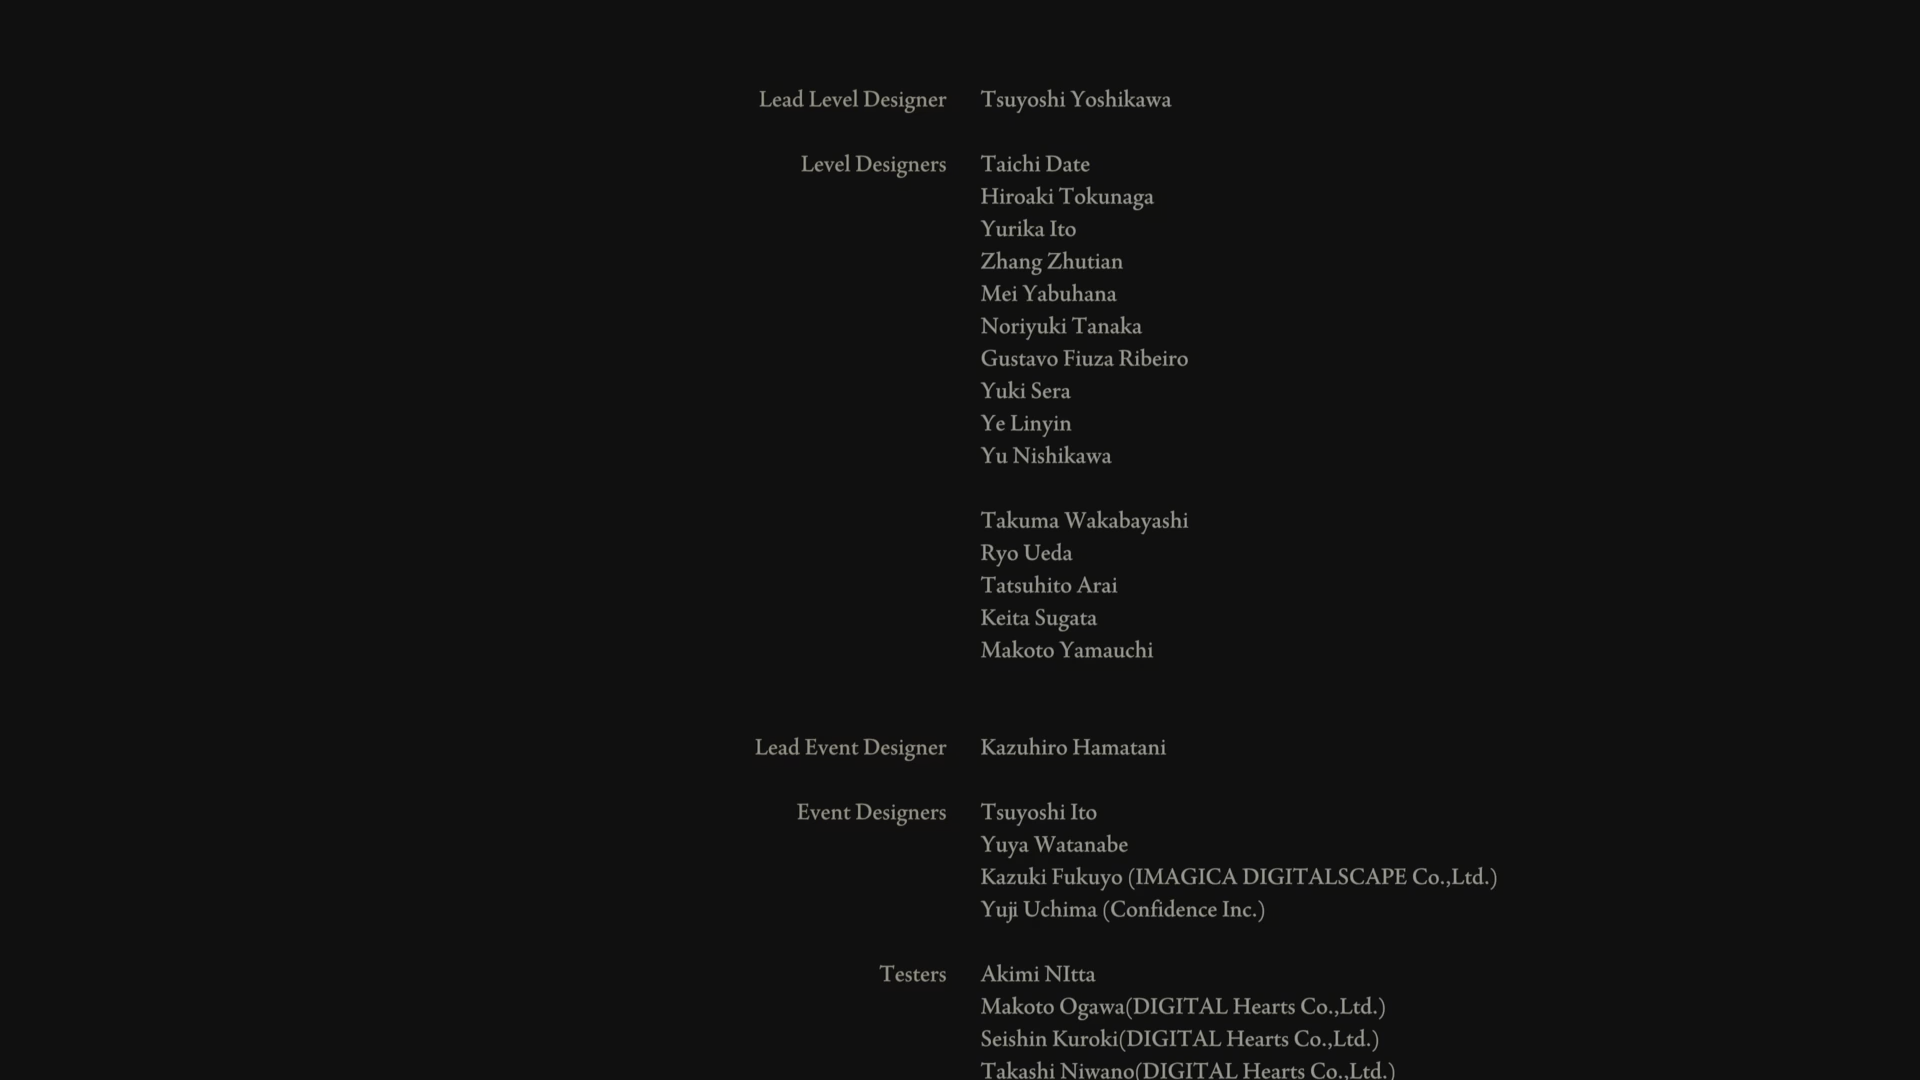 Lead Level Designer Tsuyoshi Yoshikawa
Level Designers Taichi Date
Hiroaki Tokunaga
Yurika Ito
Zhang Zhutian
Mei Yabuhana
Noriyuki Tanaka
Gustavo Fiuza Ribeiro
Yuki Sera
Ye Linyin
Yu Nishikawa
Takuma Wakabayashi
Ryo Ueda
Tatsuhito Arai
Keita Sugata
Makoto Yamauchi
Lead Event Designer Kazuhiro Hamatani
Event Designers Tsuyoshi Ito
Yuya Watanabe
Kazuki Fukuyo (IMAGICA DIGITALSCAPE Co.,Ltd.)
Yuji Uchima (Confidence Inc.)
Testers Akimi NItta
Makoto Ogawa(DIGITAL Hearts Co.,Ltd.)
Seishin Kuroki(DIGITAL Hearts Co.,Ltd.)
Takashi Niwano(DIGITAL Hearts Co.,Ltd.)